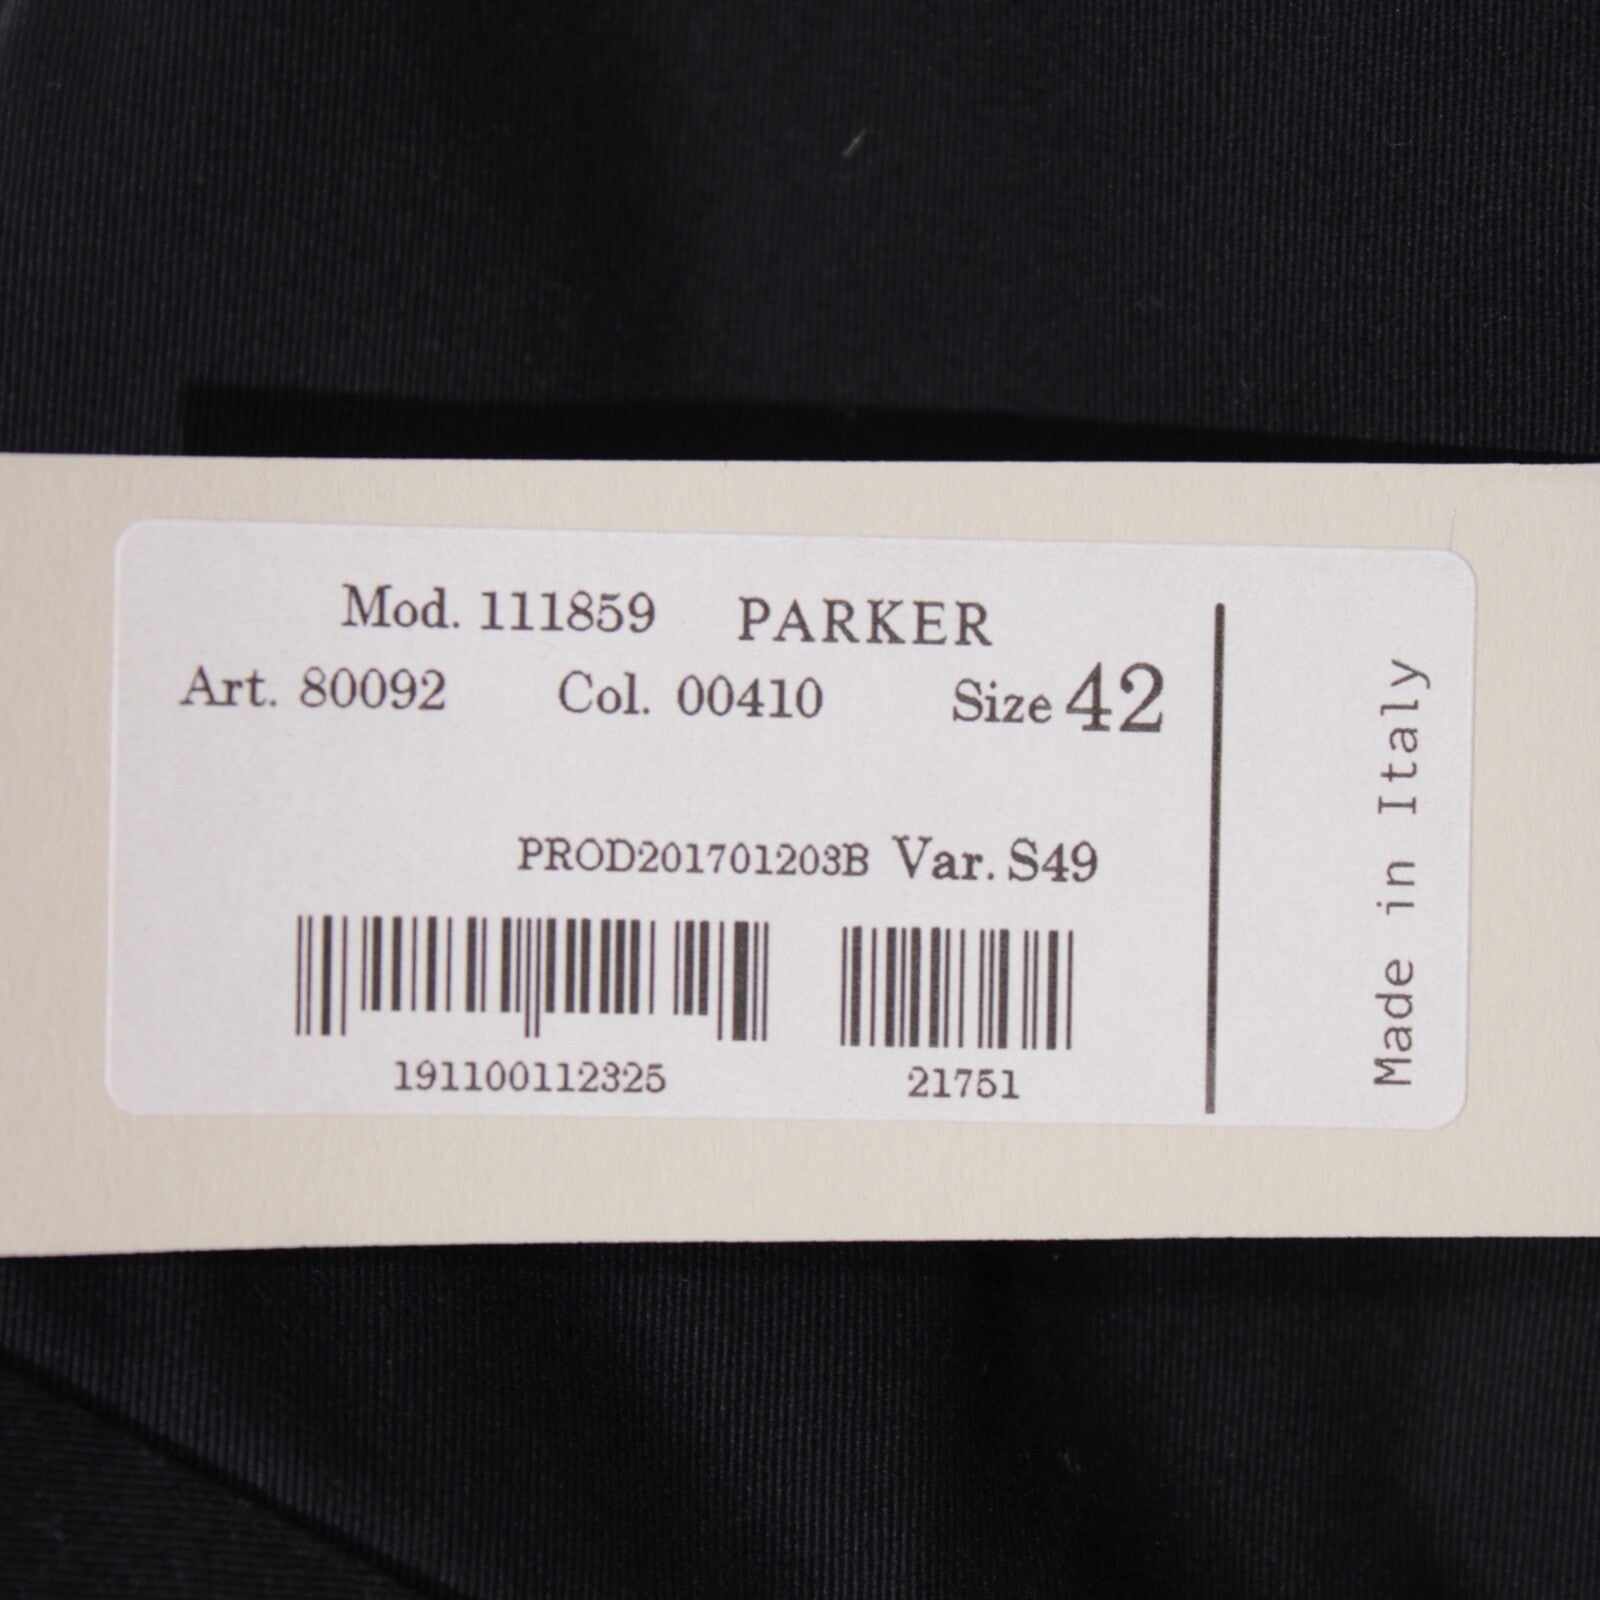 Mod. 111859 PARKER
Art. 80092 Col. 00410 Size 42
PROD201701203B Var. S49
191100112325 21751
Made in Italy